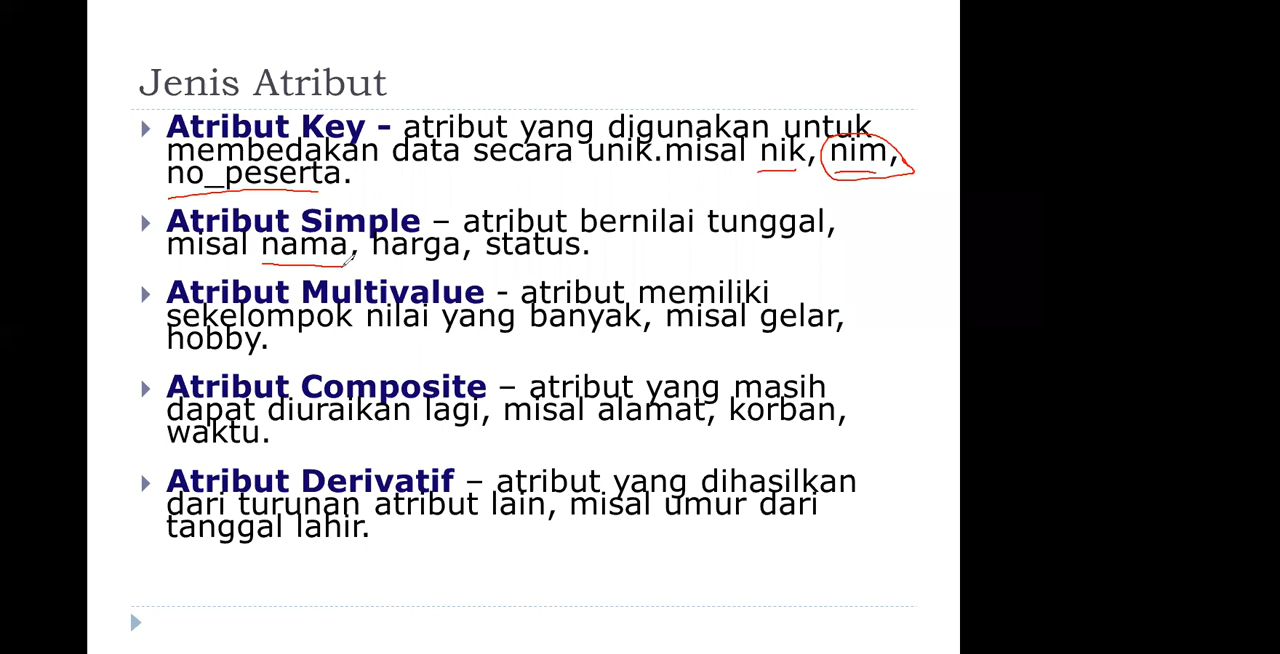 Jenis Atribut
Atribut Key - atribut yang digunakan untuk
membedakan data secara unik.misal nik, nim,
no_peserta.
Atribut Simple – atribut bernilai tunggal,
misal nama, harga, status.
Atribut Multivalue - atribut memiliki
sekelompok nilai yang banyak, misal gelar,
hobby.
Atribut Composite – atribut yang masih
dapat diuraikan lagi, misal alamat, korban,
waktu.
Atribut Derivatif – atribut yang dihasilkan
dari turunan atribut lain, misal umur dari
tanggal lahir.